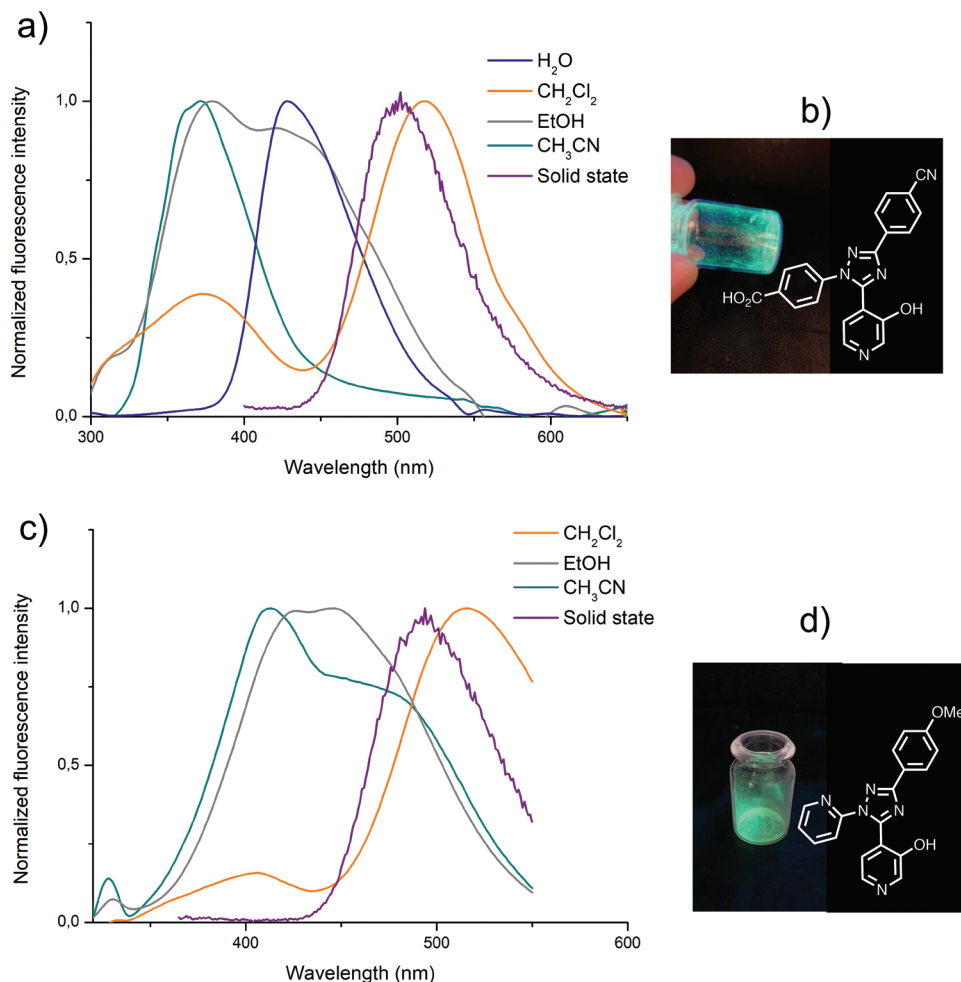 a)
H₂O
CH₂Cl₂
EtOH
CH₃CN
Solid state
Normalized fluorescence intensity
1,0
0,5
0,0
300
400
500
600
Wavelength (nm)
b)
CN
N
N
N
HO₂C
OH
N
c)
CH₂Cl₂
EtOH
CH₃CN
Solid state
Normalized fluorescence intensity
1,0
0,5
0,0
400
500
600
Wavelength (nm)
d)
OMe
N
N
N
N
OH
N